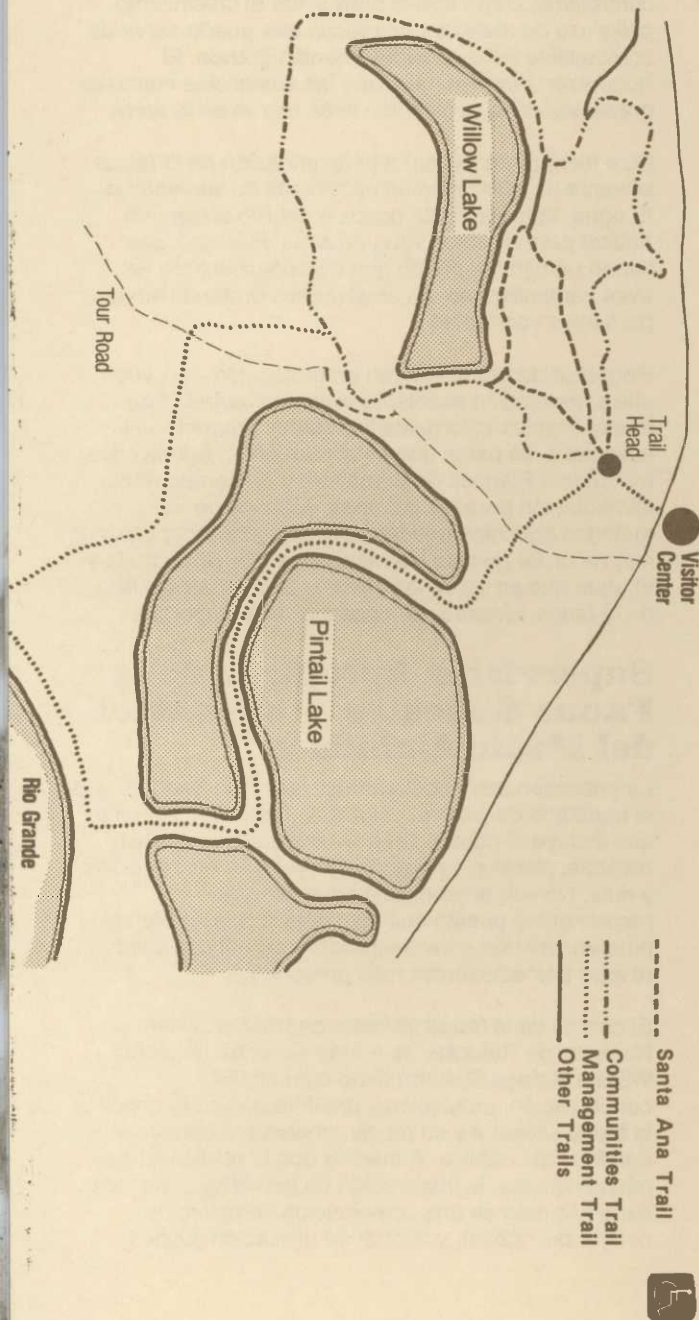 Visitor
Center
Trail
Head
Willow Lake
Pintail Lake
Tour Road
Rio Grande
Santa Ana Trail
Communities Trail
Management Trail
Other Trails